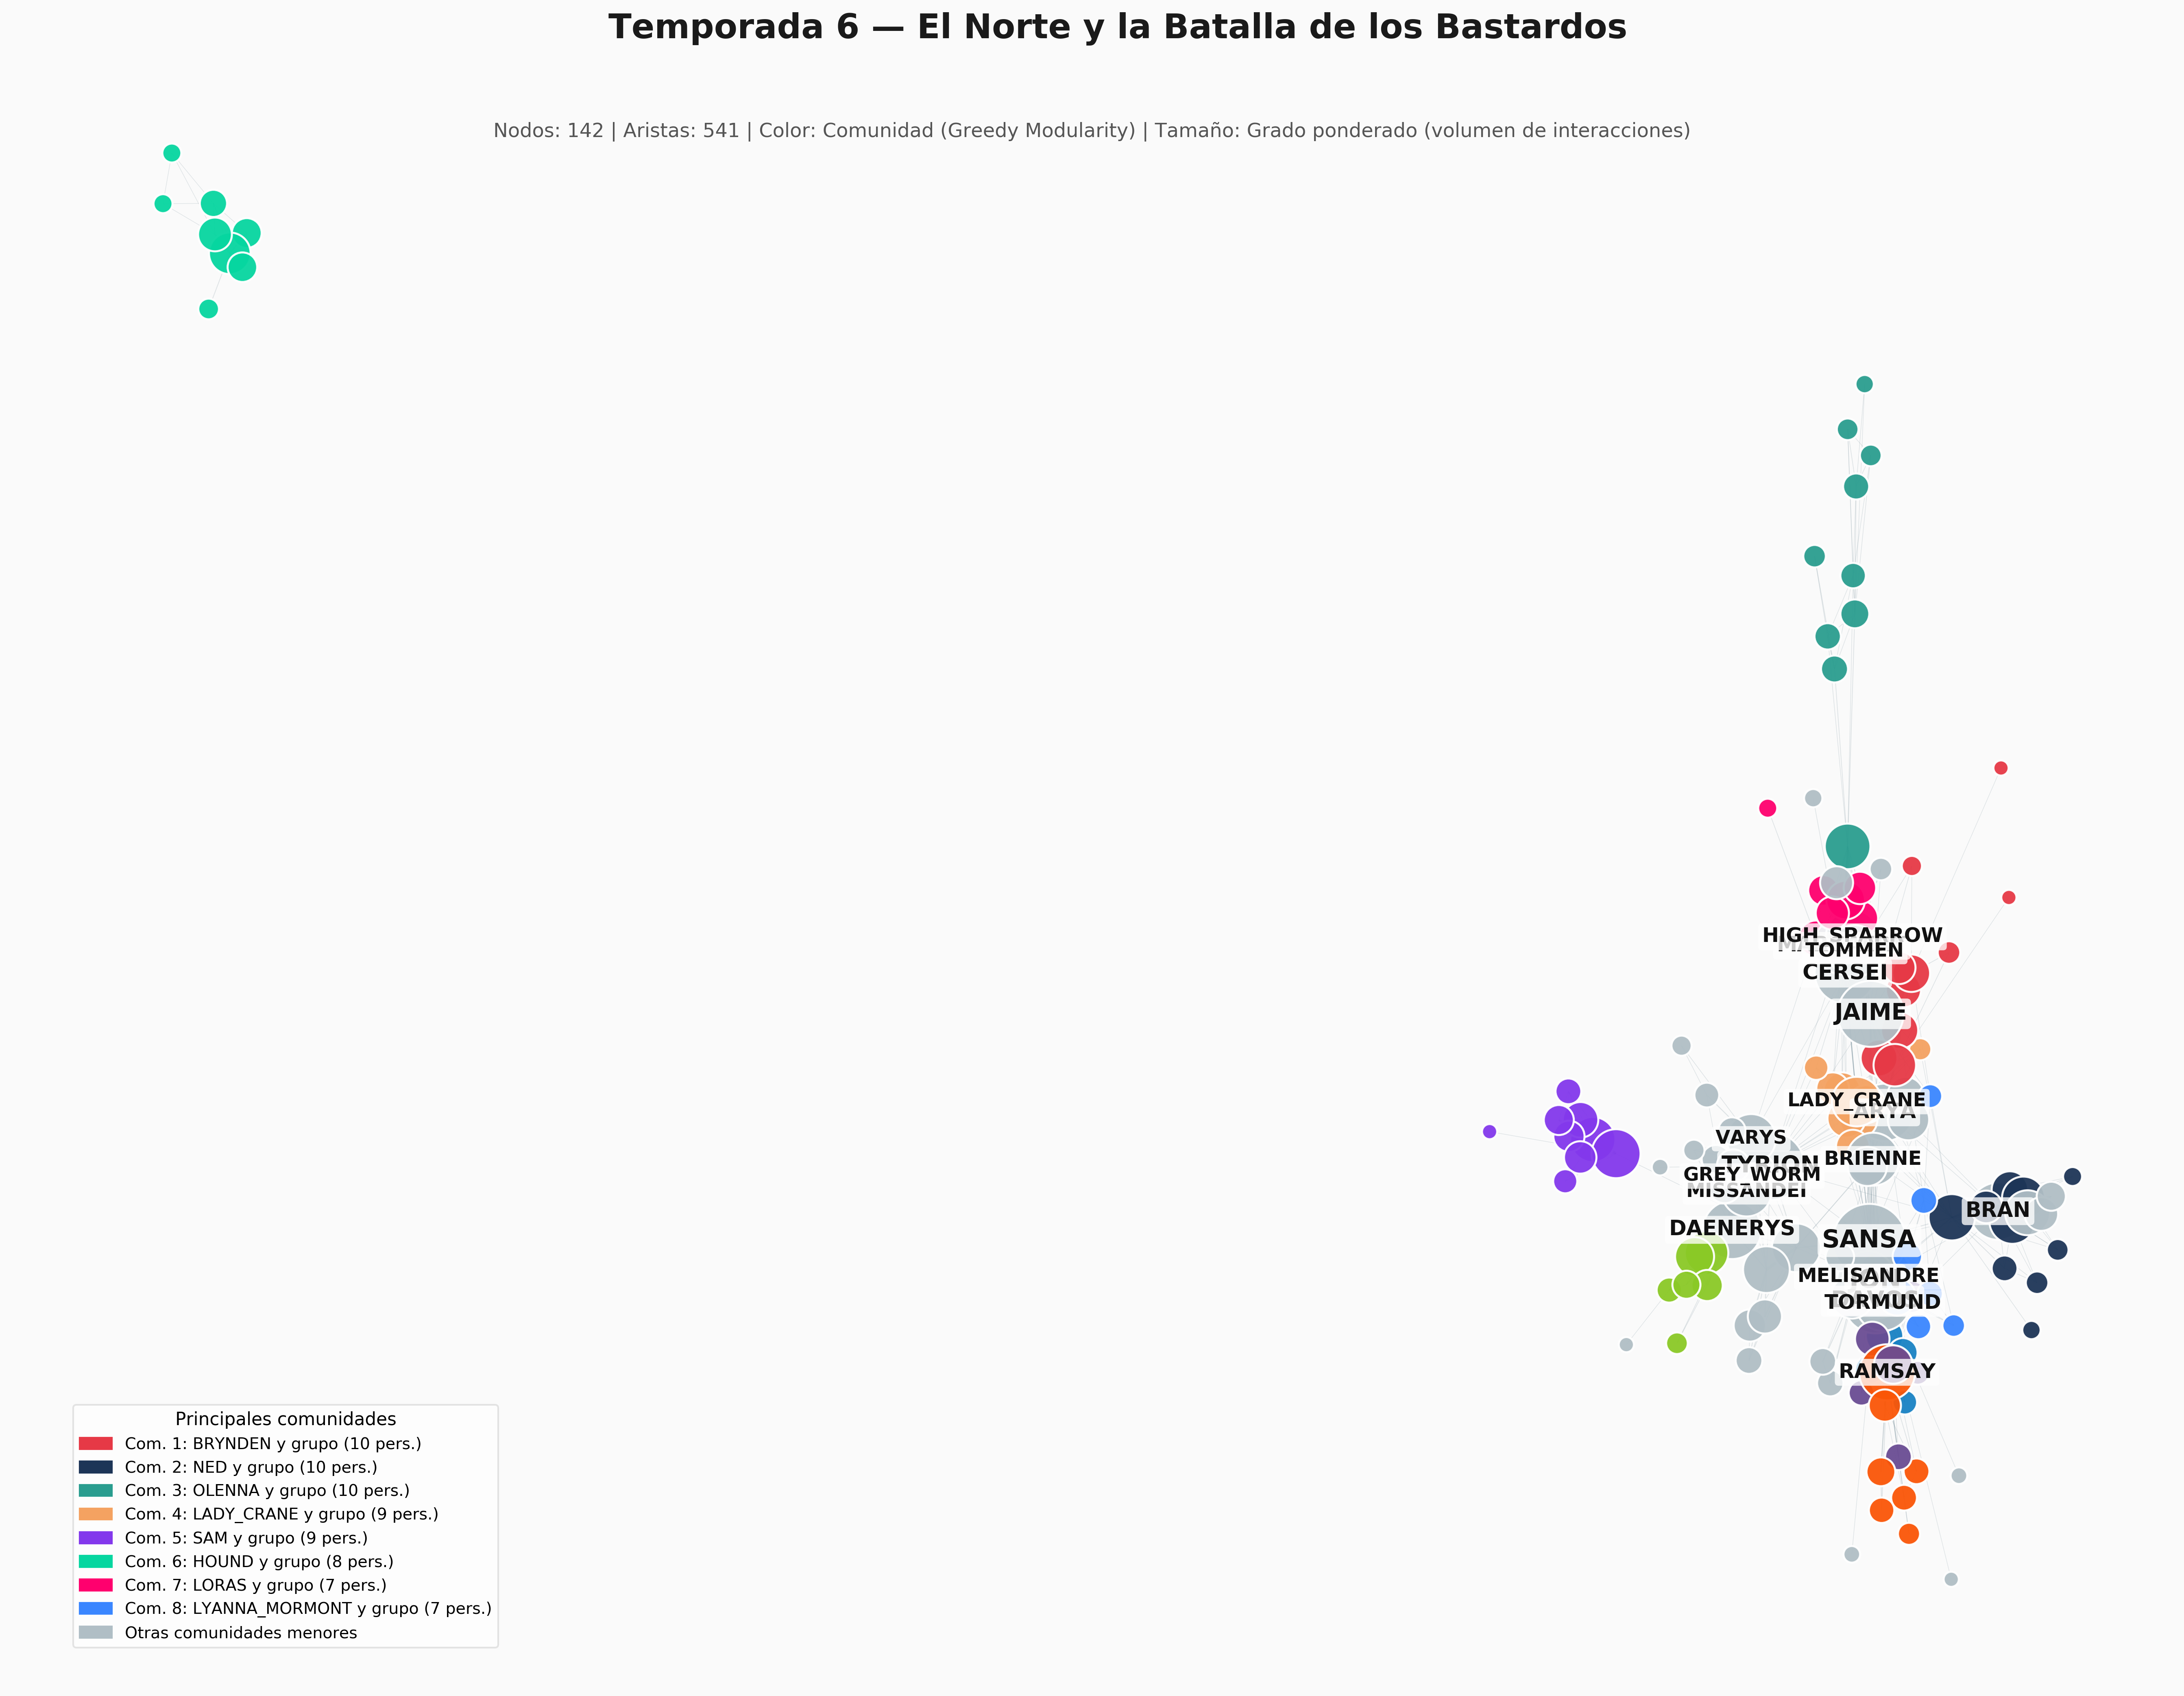 Temporada 6 — El Norte y la Batalla de los Bastardos
Nodos: 142 | Aristas: 541 | Color: Comunidad (Greedy Modularity) | Tamaño: Grado ponderado (volumen de interacciones)
HIGH_SPARROW
TOMMEN
CERSEI
JAIME
LADY_CRANE
ARYA
VARYS
BRIENNE
TYRION
GREY_WORM
MISSANDEI
BRAN
DAENERYS
SANSA
MELISANDRE
TORMUND
RAMSAY
Principales comunidades
Com. 1: BRYNDEN y grupo (10 pers.)
Com. 2: NED y grupo (10 pers.)
Com. 3: OLENNA y grupo (10 pers.)
Com. 4: LADY_CRANE y grupo (9 pers.)
Com. 5: SAM y grupo (9 pers.)
Com. 6: HOUND y grupo (8 pers.)
Com. 7: LORAS y grupo (7 pers.)
Com. 8: LYANNA_MORMONT y grupo (7 pers.)
Otras comunidades menores